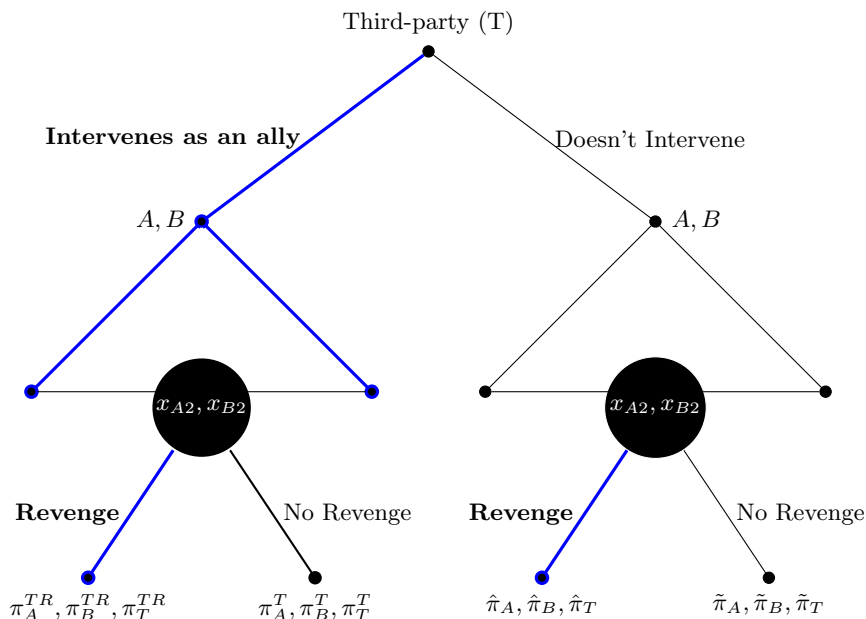 Third-party (T)
Intervenes as an ally
Doesn't Intervene
A, B
A, B
x_{A2}, x_{B2}
x_{A2}, x_{B2}
Revenge
No Revenge
Revenge
No Revenge
π_A^{TR}, π_B^{TR}, π_T^{TR}
π_A^T, π_B^T, π_T^T
π̂_A, π̂_B, π̂_T
π̃_A, π̃_B, π̃_T